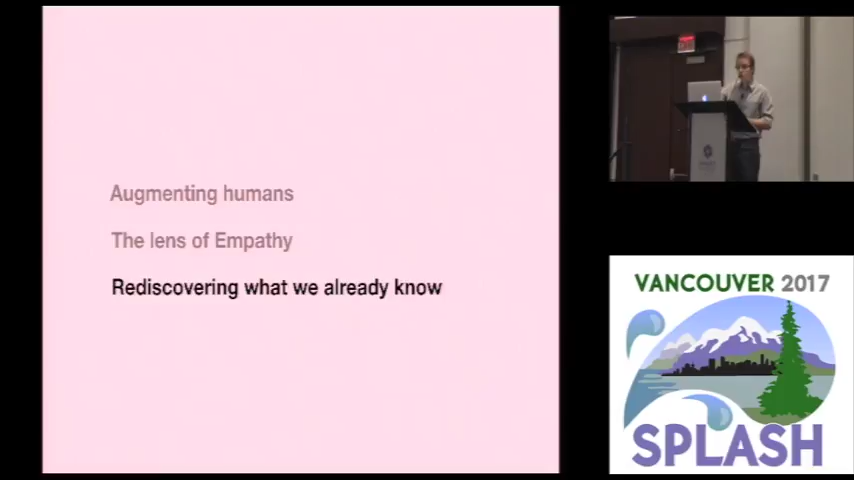 Augmenting humans
The lens of Empathy
Rediscovering what we already know
VANCOUVER 2017
SPLASH